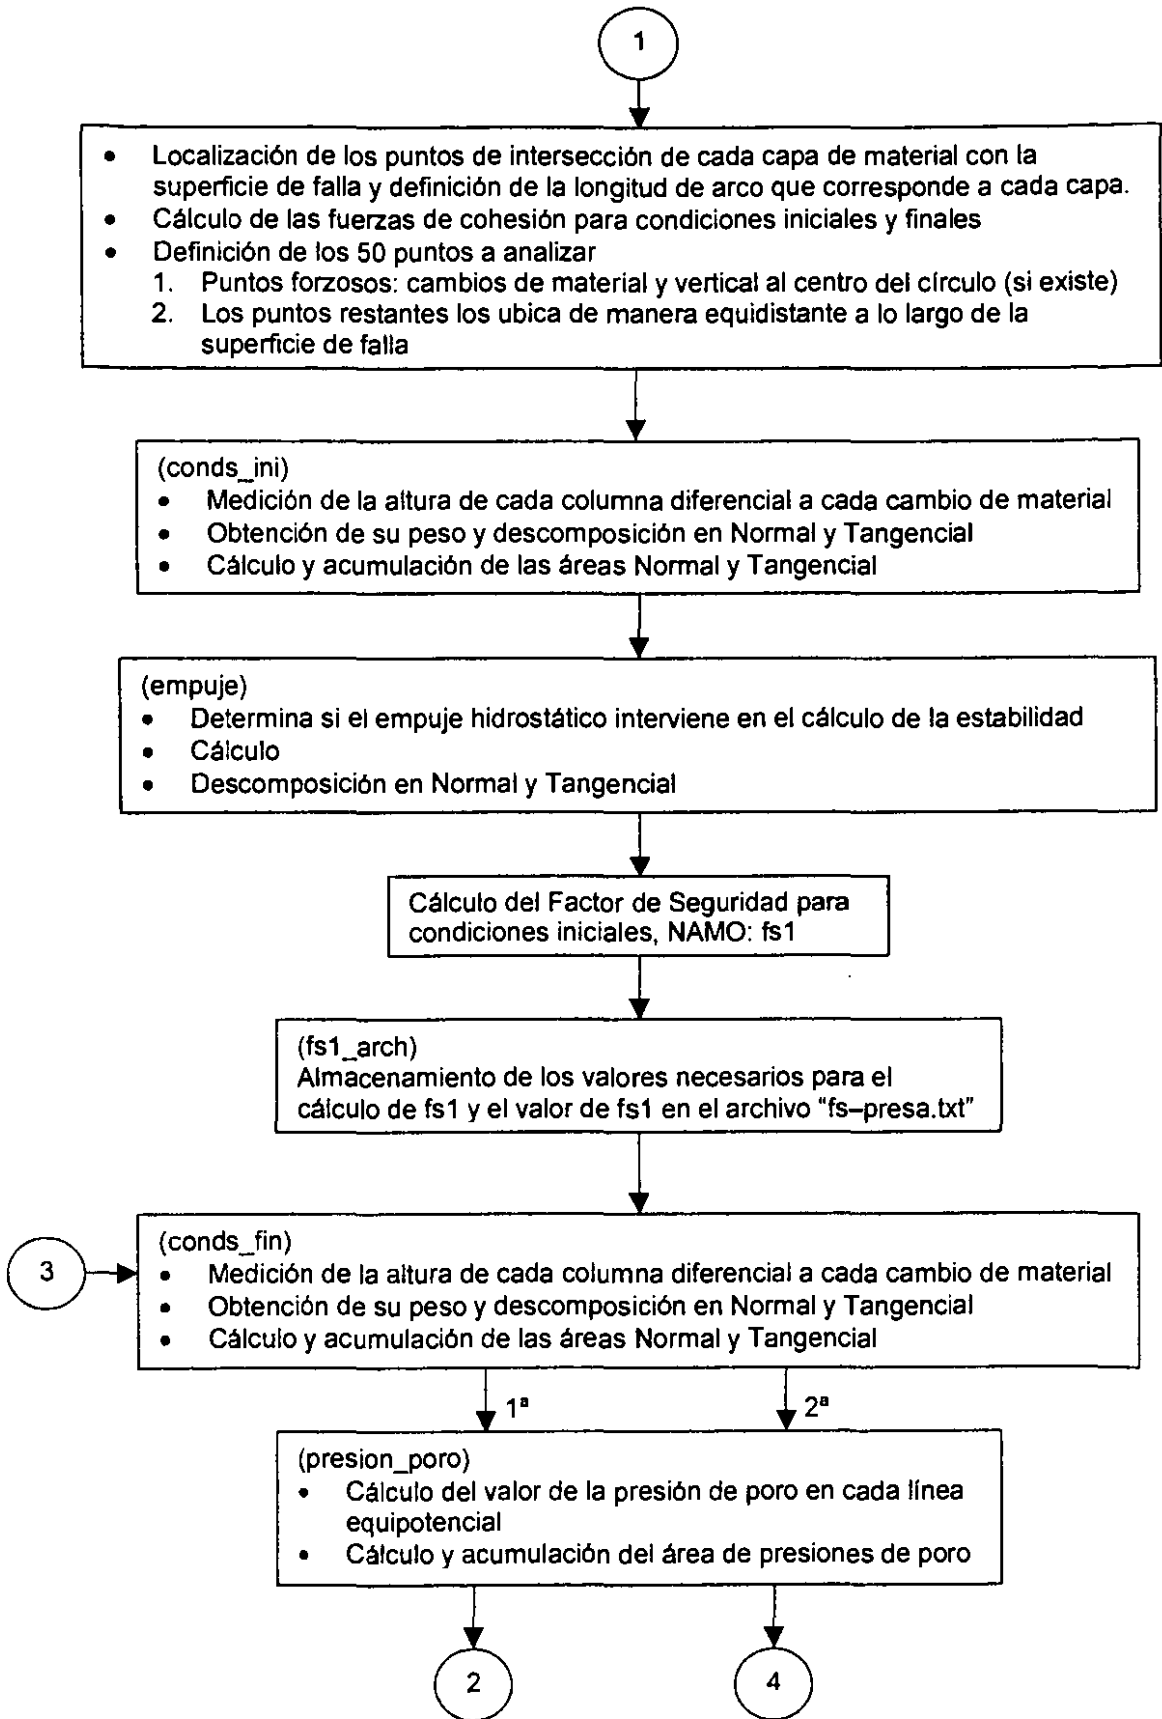 1
• Localización de los puntos de intersección de cada capa de material con la
superficie de falla y definición de la longitud de arco que corresponde a cada capa.
• Cálculo de las fuerzas de cohesión para condiciones iniciales y finales
• Definición de los 50 puntos a analizar
1. Puntos forzosos: cambios de material y vertical al centro del círculo (si existe)
2. Los puntos restantes los ubica de manera equidistante a lo largo de la
superficie de falla
(conds_ini)
• Medición de la altura de cada columna diferencial a cada cambio de material
• Obtención de su peso y descomposición en Normal y Tangencial
• Cálculo y acumulación de las áreas Normal y Tangencial
(empuje)
• Determina si el empuje hidrostático interviene en el cálculo de la estabilidad
• Cálculo
• Descomposición en Normal y Tangencial
Cálculo del Factor de Seguridad para
condiciones iniciales, NAMO: fs1
(fs1_arch)
Almacenamiento de los valores necesarios para el
cálculo de fs1 y el valor de fs1 en el archivo “fs–presa.txt”
3
(conds_fin)
• Medición de la altura de cada columna diferencial a cada cambio de material
• Obtención de su peso y descomposición en Normal y Tangencial
• Cálculo y acumulación de las áreas Normal y Tangencial
1ª
2ª
(presion_poro)
• Cálculo del valor de la presión de poro en cada línea
equipotencial
• Cálculo y acumulación del área de presiones de poro
2
4